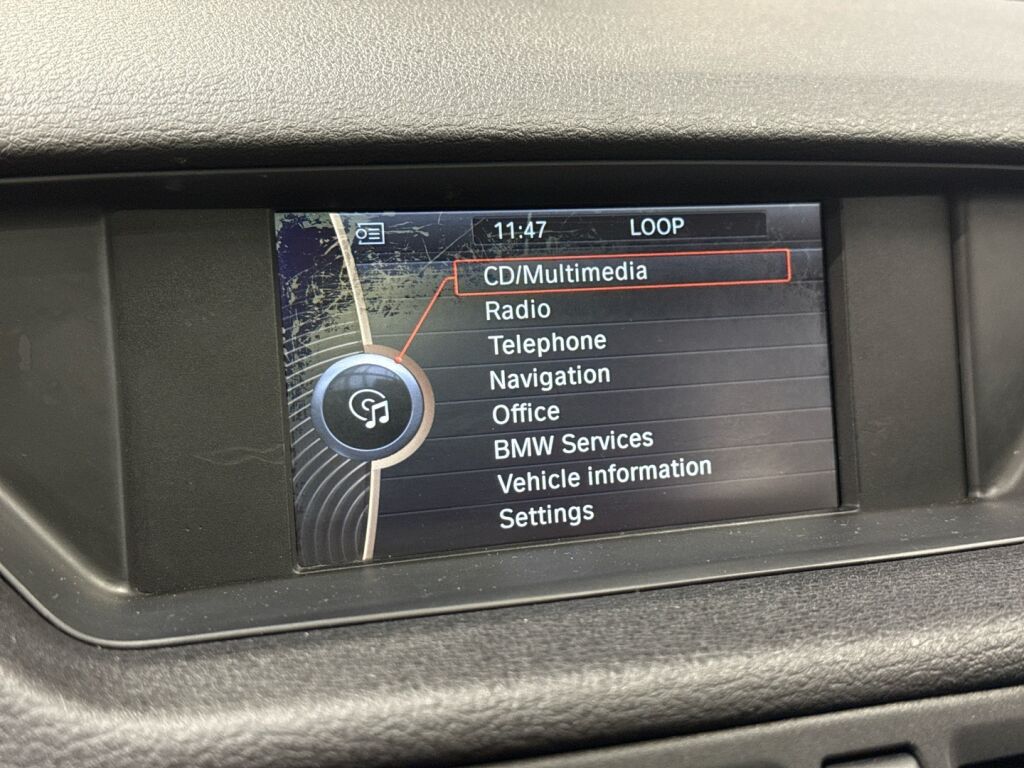 11:47 LOOP
CD/Multimedia
Radio
Telephone
Navigation
Office
BMW Services
Vehicle information
Settings